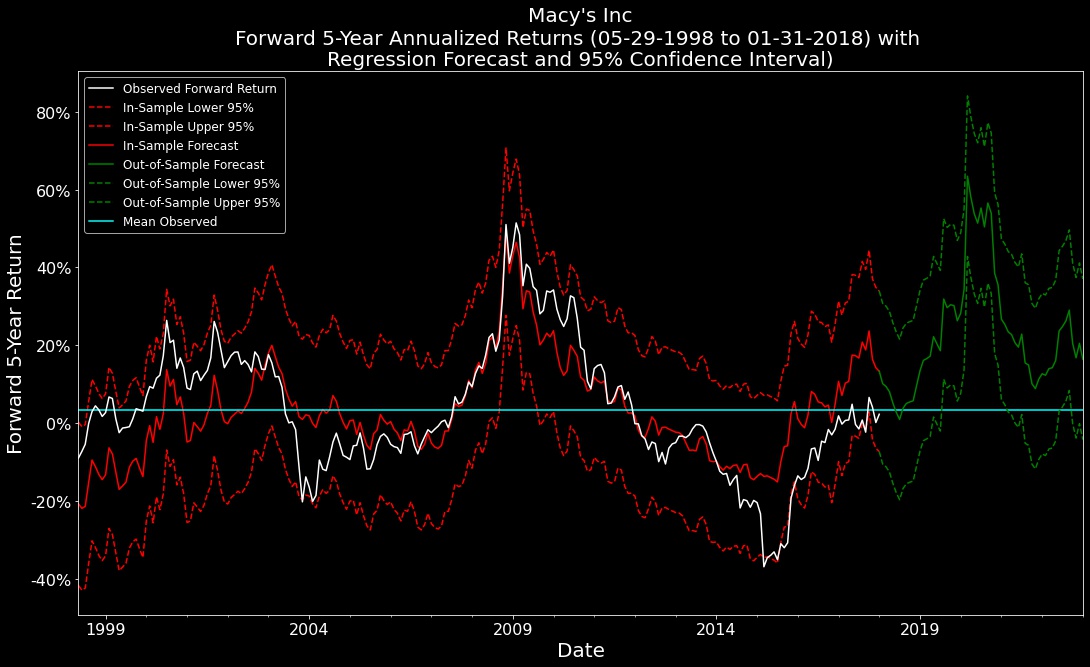 Macy's Inc
Forward 5-Year Annualized Returns (05-29-1998 to 01-31-2018) with
Regression Forecast and 95% Confidence Interval)
Observed Forward Return
In-Sample Lower 95%
In-Sample Upper 95%
In-Sample Forecast
Out-of-Sample Forecast
Out-of-Sample Lower 95%
Out-of-Sample Upper 95%
Mean Observed
Forward 5-Year Return
80%
60%
40%
20%
0%
-20%
-40%
1999
2004
2009
2014
2019
Date